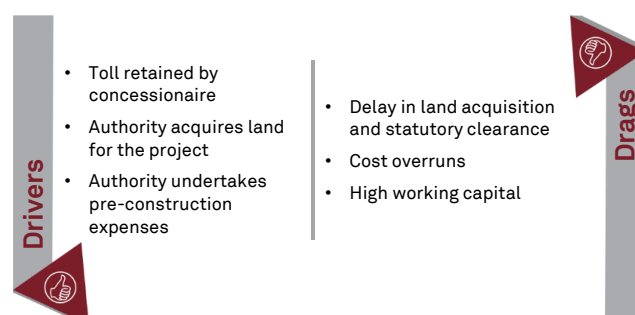 Drivers
• Toll retained by
concessionaire
• Authority acquires land
for the project
• Authority undertakes
pre-construction
expenses
• Delay in land acquisition
and statutory clearance
• Cost overruns
• High working capital
Drags